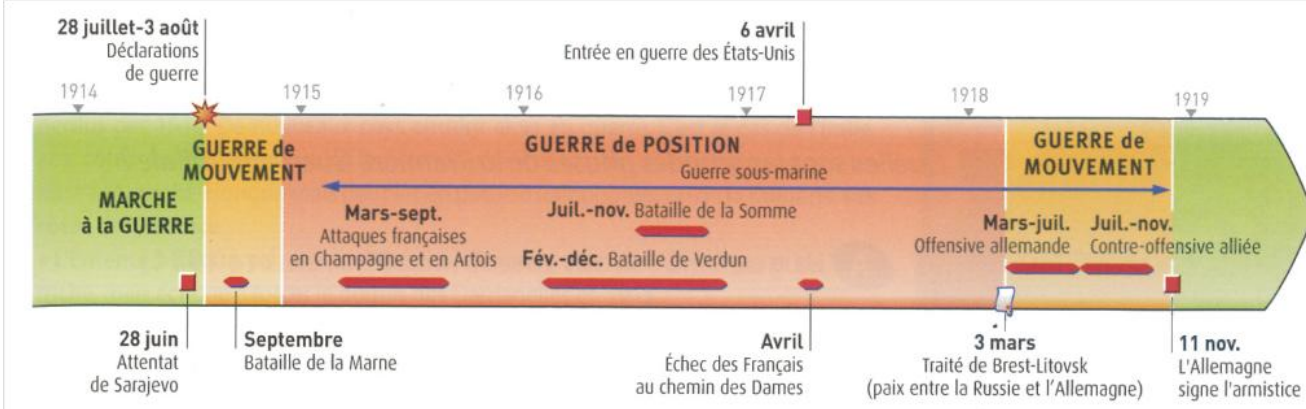 28 juillet-3 août
Déclarations
de guerre
6 avril
Entrée en guerre des États-Unis
1914
1915
1916
1917
1918
1919
MARCHE
à la GUERRE
GUERRE de
MOUVEMENT
GUERRE de POSITION
Guerre sous-marine
GUERRE de
MOUVEMENT
Mars-sept.
Attaques françaises
en Champagne et en Artois
Juil.-nov. Bataille de la Somme
Fév.-déc. Bataille de Verdun
Mars-juil.
Offensive allemande
Juil.-nov.
Contre-offensive alliée
28 juin
Attentat
de Sarajevo
Septembre
Bataille de la Marne
Avril
Échec des Français
au chemin des Dames
3 mars
Traité de Brest-Litovsk
(paix entre la Russie et l'Allemagne)
11 nov.
L'Allemagne
signe l'armistice